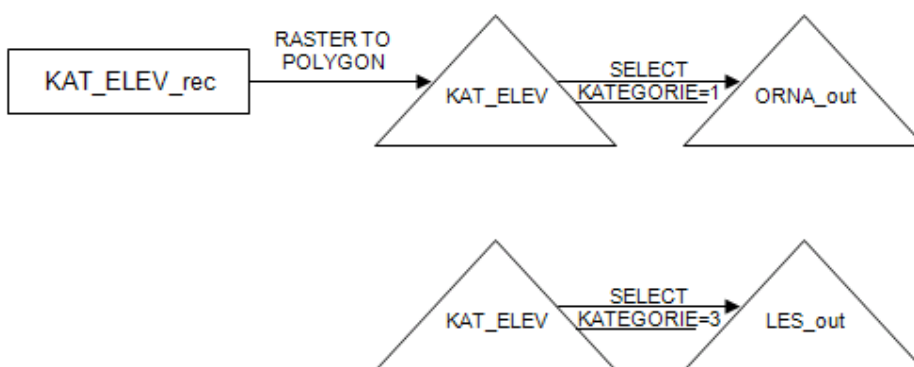 RASTER TO
POLYGON
KAT_ELEV_rec
KAT_ELEV
SELECT
KATEGORIE=1
ORNA_out
KAT_ELEV
SELECT
KATEGORIE=3
LES_out